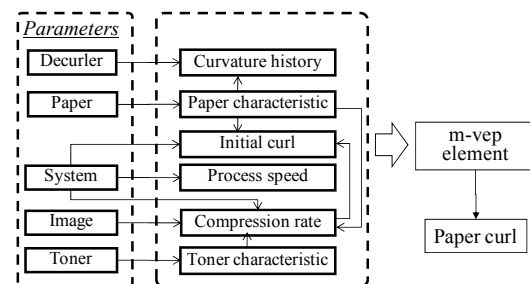 Parameters
Decurler
Curvature history
Paper
Paper characteristic
Initial curl
m-vep
element
System
Process speed
Image
Compression rate
Paper curl
Toner
Toner characteristic